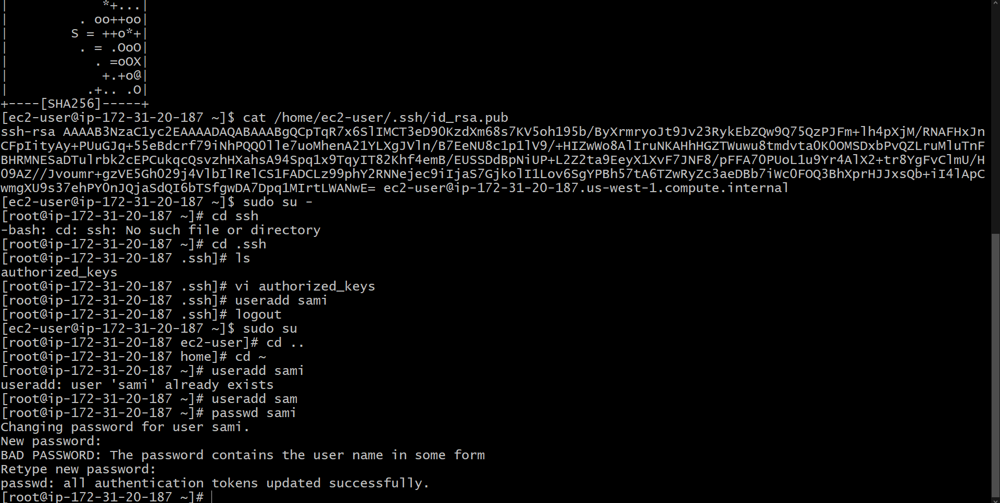 |            *+...|
|         . oo++oo|
|        S = ++o*+|
|         . = .OoO|
|           . =oOX|
|            +.+o@|
|          .+.. .O|
+----[SHA256]-----+
[ec2-user@ip-172-31-20-187 ~]$ cat /home/ec2-user/.ssh/id_rsa.pub
ssh-rsa AAAAB3NzaC1yc2EAAAADAQABAAABgQCpTqR7x6SlIMCT3eD9OKzdXm68s7KV5oh195b/ByXrmryoJt9Jv23RykEbZQw9Q75QzPJFm+lh4pXjM/RNAFHxJn
CFpIityAy+PUuGJq+55eBdcrf79iNhPQQOlle7uoMhenA21YLXgJVln/B7EeNU8c1p1lV9/+HIZwWo8AlIruNKAHhHGZTWuwu8tmdvta0K0OMSDxbPvQZLruMluTnF
BHRMNESaDTulrbk2cEPCukqcQsvzhHXahsA94Spq1x9TqyIT82Khf4emB/EUSSDdBpNiUP+L2Z2ta9EeyX1XvF7JNF8/pFFA70PUoL1u9Yr4AlX2+tr8YgFvClmU/H
O9AZ//Jvoumr+gzVE5GhO29j4VlbIlRelCS1FADCLz99phY2RNNejec9iIjaS7GjkolI1Lov6SgYPBh57tA6TZwRyZc3aeDBb7iWc0FOQ3BhXprHJJxsQb+iI4lApC
wmgXU9s37ehPY0nJQjaSdQI6bTSfgwDA7Dpq1MIrtLWANwE= ec2-user@ip-172-31-20-187.us-west-1.compute.internal
[ec2-user@ip-172-31-20-187 ~]$ sudo su -
[root@ip-172-31-20-187 ~]# cd ssh
-bash: cd: ssh: No such file or directory
[root@ip-172-31-20-187 ~]# cd .ssh
[root@ip-172-31-20-187 .ssh]# ls
authorized_keys
[root@ip-172-31-20-187 .ssh]# vi authorized_keys
[root@ip-172-31-20-187 .ssh]# useradd sami
[root@ip-172-31-20-187 .ssh]# logout
[ec2-user@ip-172-31-20-187 ~]$ sudo su
[root@ip-172-31-20-187 ec2-user]# cd ..
[root@ip-172-31-20-187 home]# cd ~
[root@ip-172-31-20-187 ~]# useradd sami
useradd: user 'sami' already exists
[root@ip-172-31-20-187 ~]# useradd sam
[root@ip-172-31-20-187 ~]# passwd sami
Changing password for user sami.
New password:
BAD PASSWORD: The password contains the user name in some form
Retype new password:
passwd: all authentication tokens updated successfully.
[root@ip-172-31-20-187 ~]#